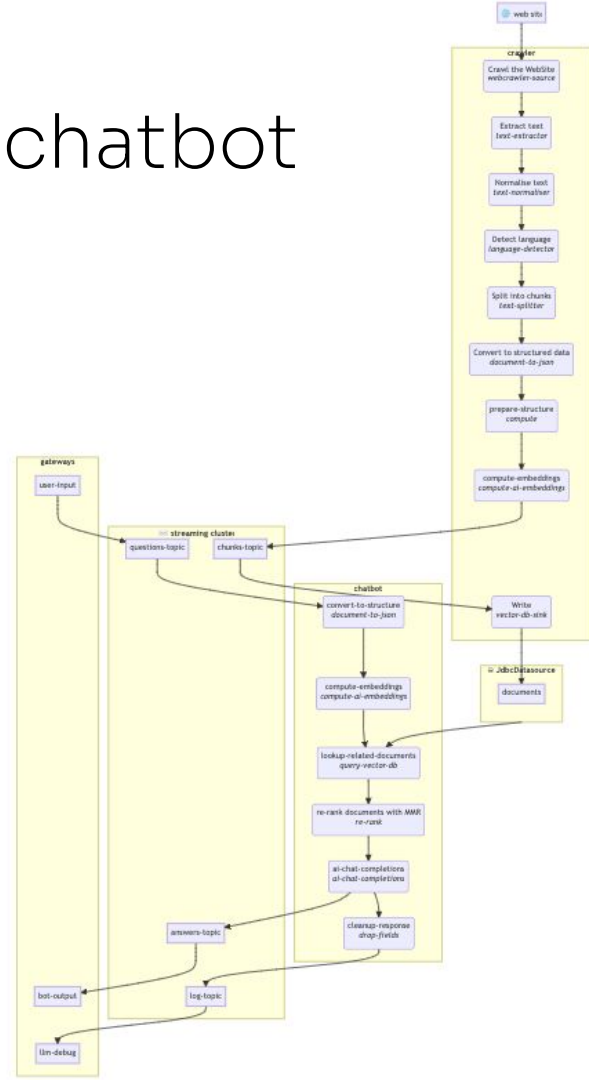 web site
crawler
Crawl the WebSite
webcrawler-source
chatbot
Extract text
text-extractor
Normalise text
text-normaliser
Detect language
language-detector
Split into chunks
text-splitter
Convert to structured data
document-to-json
prepare-structure
compute
gateways
user-input
compute-embeddings
compute-ai-embeddings
streaming cluster
questions-topic
chunks-topic
chatbot
convert-to-structure
document-to-json
Write
vector-db-sink
JdbcDatasource
documents
compute-embeddings
compute-ai-embeddings
lookup-related-documents
query-vector-db
re-rank documents with MMR
re-rank
ai-chat-completions
ai-chat-completions
answers-topic
cleanup-response
drop-fields
bot-output
log-topic
llm-debug